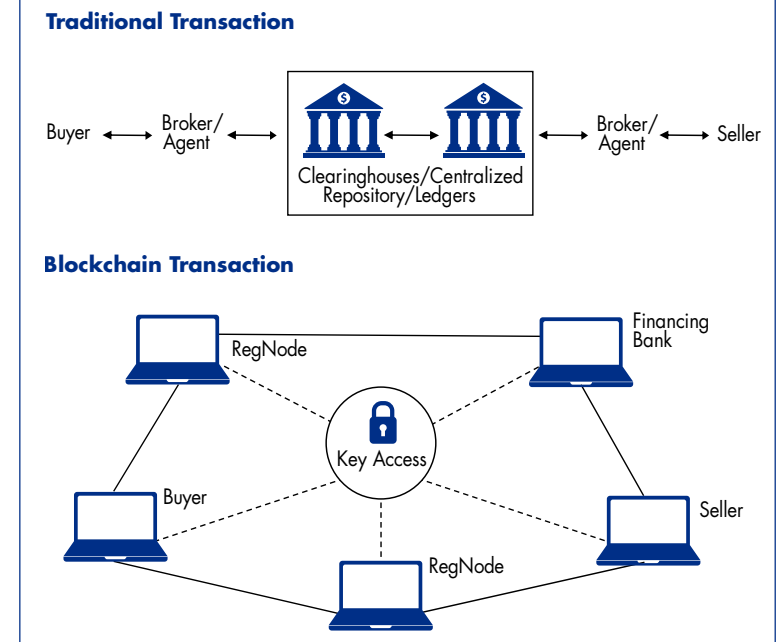 Traditional Transaction
$
$
Buyer
Broker/
Agent
Broker/
Agent
Seller
Clearinghouses/Centralized
Repository/Ledgers
Blockchain Transaction
Financing
Bank
RegNode
Key Access
Buyer
Seller
RegNode